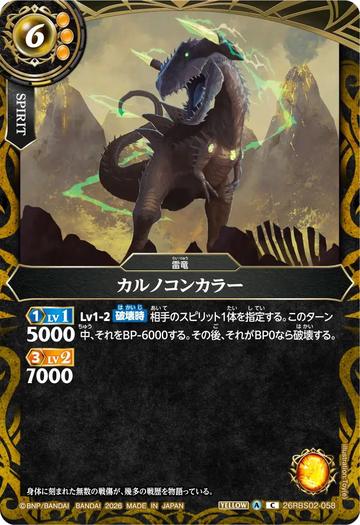 6
SPIRIT
らいりゅう
雷竜
カルノコンカラー
1 LV1 5000
Lv1-2 破壊時 相手のスピリット1体を指定する。このターン
中、それをBP-6000する。その後、それがBP0なら破壊する。
3 LV2 7000
身体に刻まれた無数の戦傷が、幾多の戦歴を物語っている。
©BNP/BANDAI ©BANDAI 2026 MADE IN JAPAN
YELLOW A C 26RBS02-058